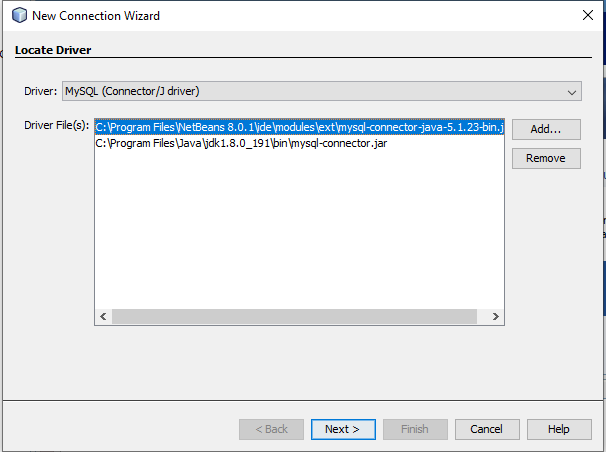 New Connection Wizard
Locate Driver
Driver: MySQL (Connector/J driver)
Driver File(s): C:\Program Files\NetBeans 8.0.1\ide\modules\ext\mysql-connector-java-5.1.23-bin.j
C:\Program Files\Java\jdk1.8.0_191\bin\mysql-connector.jar
Add...
Remove
< Back Next > Finish Cancel Help